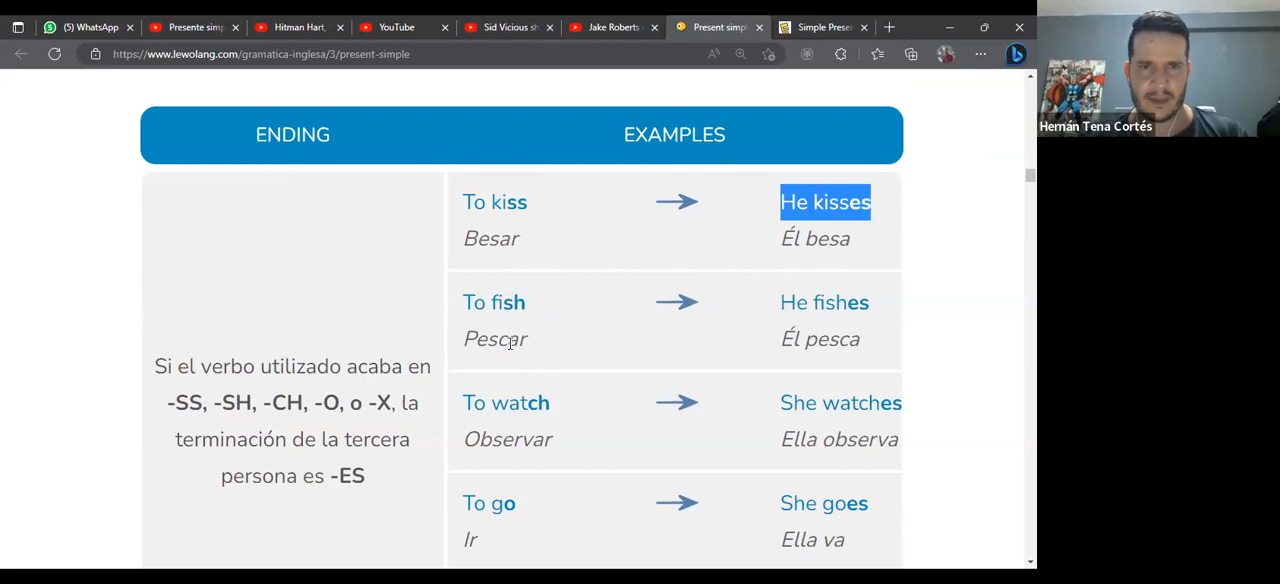 (5) WhatsApp
Presente sim
Hitman Hart,
YouTube
Sid Vicious sh
Jake Roberts
Present simpl
Simple Preser
https://www.lewolang.com/gramatica-inglesa/3/present-simple
Hernán Tena Cortés
ENDING
EXAMPLES
Si el verbo utilizado acaba en
-SS, -SH, -CH, -O, o -X, la
terminación de la tercera
persona es -ES
To kiss
He kisses
Besar
Él besa
To fish
He fishes
Pescar
Él pesca
To watch
She watches
Observar
Ella observa
To go
She goes
Ir
Ella va